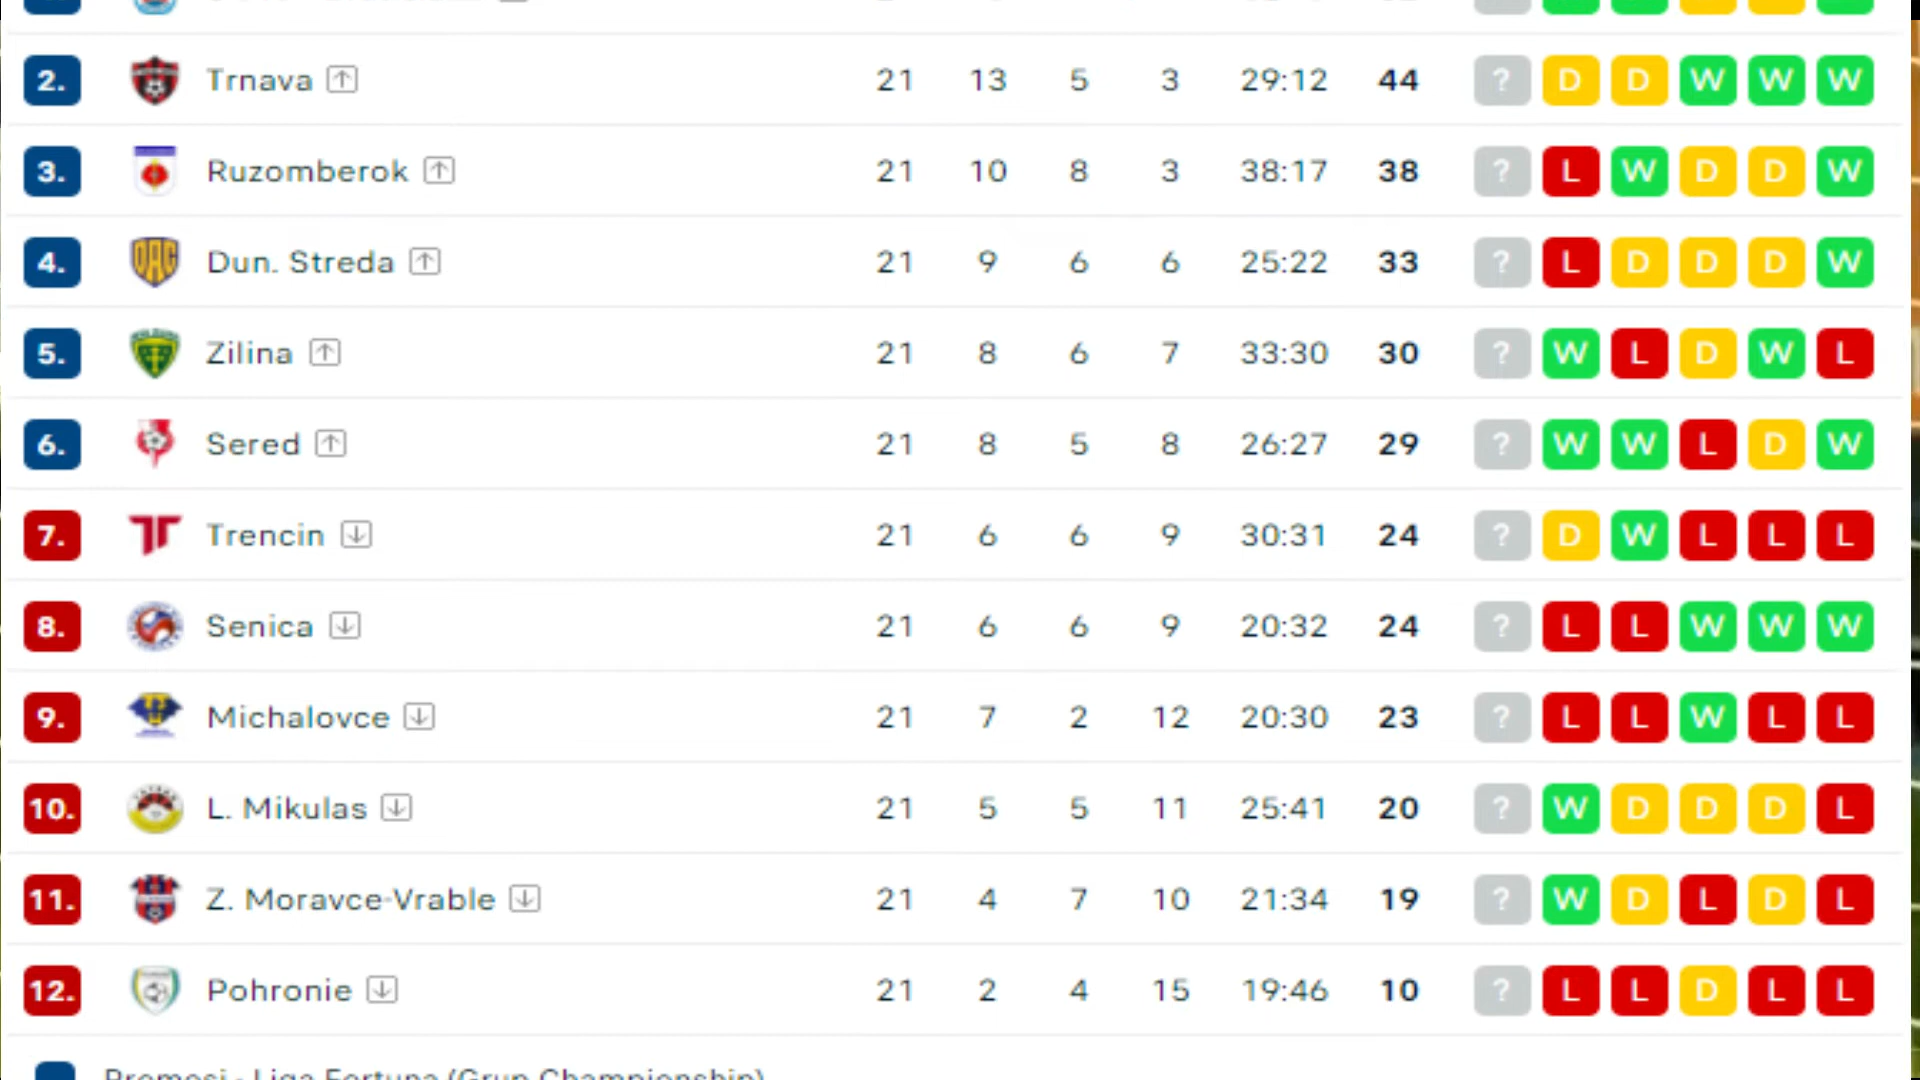 2. Trnava 21 13 5 3 29:12 44 ? D D W W W
3. Ruzomberok 21 10 8 3 38:17 38 ? L W D D W
4. Dun. Streda 21 9 6 6 25:22 33 ? L D D D W
5. Zilina 21 8 6 7 33:30 30 ? W L D W L
6. Sered 21 8 5 8 26:27 29 ? W W L D W
7. Trencin 21 6 6 9 30:31 24 ? D W L L L
8. Senica 21 6 6 9 20:32 24 ? L L W W W
9. Michalovce 21 7 2 12 20:30 23 ? L L W L L
10. L. Mikulas 21 5 5 11 25:41 20 ? W D D D L
11. Z. Moravce-Vrable 21 4 7 10 21:34 19 ? W D L D L
12. Pohronie 21 2 4 15 19:46 10 ? L L D L L
Promosi - Liga Fortuna (Grup Championship)